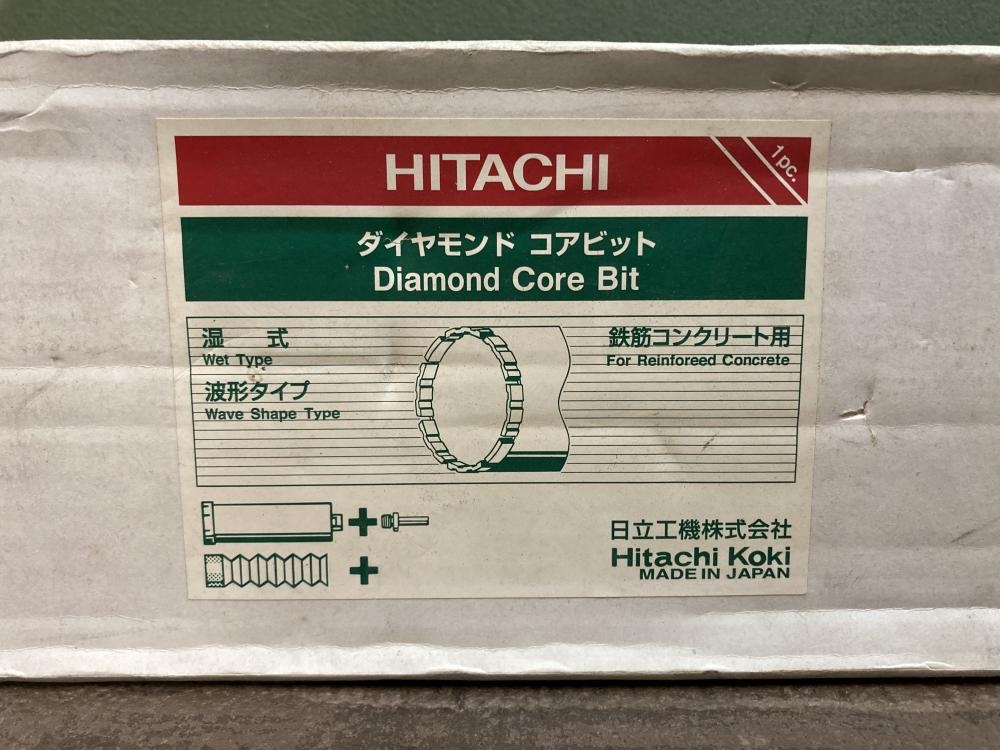 HITACHI
1pc.
ダイヤモンド コアビット
Diamond Core Bit
湿 式
Wet Type
波形タイプ
Wave Shape Type
鉄筋コンクリート用
For Reinforeed Concrete
日立工機株式会社
Hitachi Koki
MADE IN JAPAN